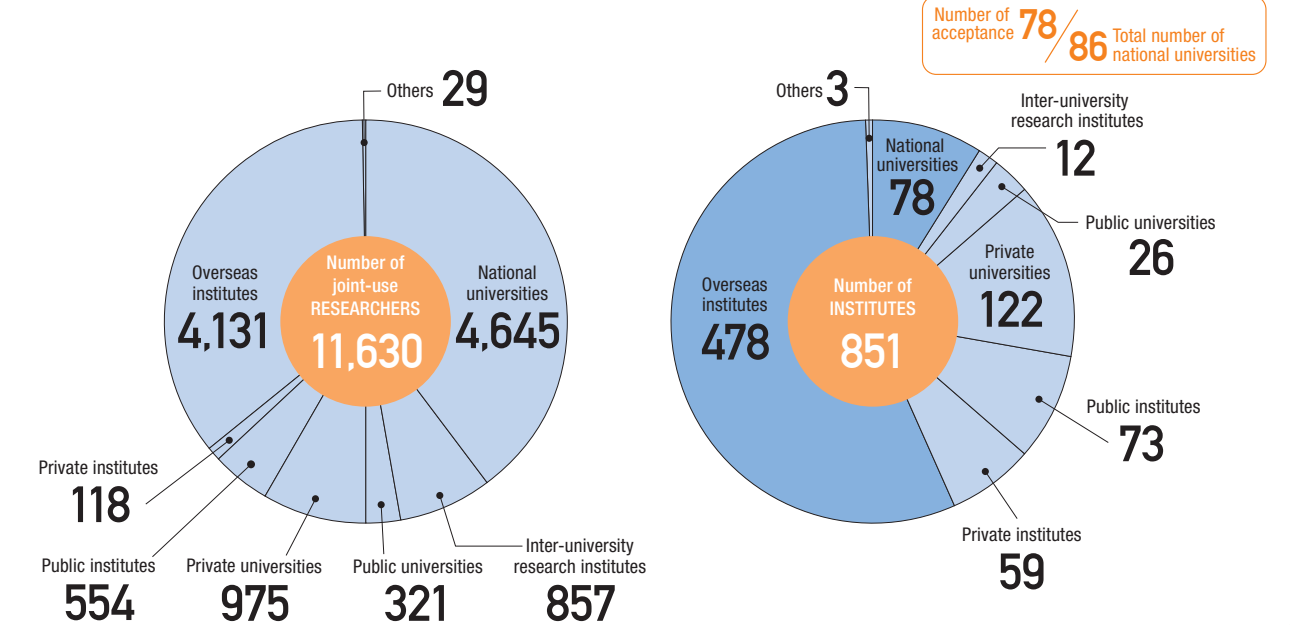 Number of
acceptance 78/86 Total number of
national universities
Others 29
Overseas
institutes
4,131
Number of
joint-use
RESEARCHERS
11,630
National
universities
4,645
Private institutes
118
Public institutes
554
Private universities
975
Public universities
321
Inter-university
research institutes
857
Others 3
National
universities
78
Inter-university
research institutes
12
Public universities
26
Private
universities
122
Overseas
institutes
478
Number of
INSTITUTES
851
Public institutes
73
Private institutes
59